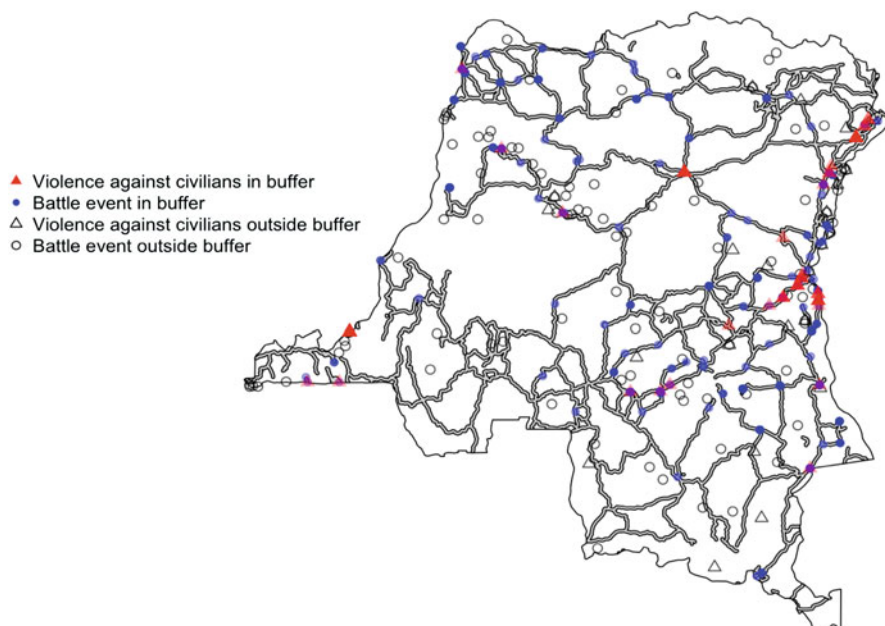 Violence against civilians in buffer
Battle event in buffer
Violence against civilians outside buffer
Battle event outside buffer